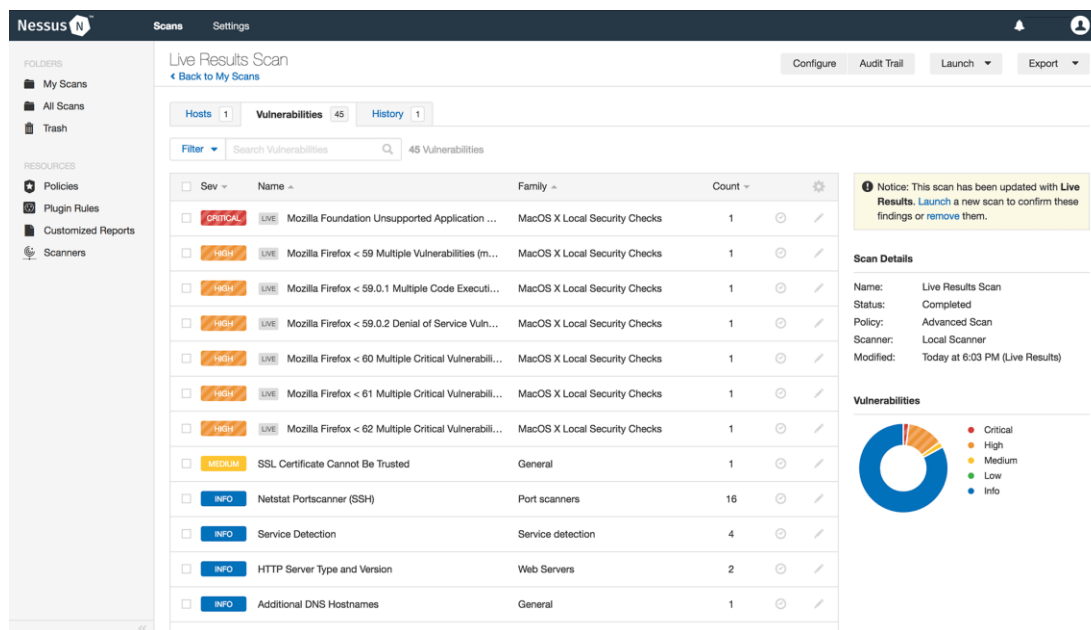 Nessus N
Scans Settings
FOLDERS
My Scans
All Scans
Trash
RESOURCES
Policies
Plugin Rules
Customized Reports
Scanners
Live Results Scan
Back to My Scans
Configure Audit Trail Launch Export
Hosts 1 Vulnerabilities 45 History 1
Filter Search Vulnerabilities 45 Vulnerabilities
Sev Name Family Count
CRITICAL LIVE Mozilla Foundation Unsupported Application ... MacOS X Local Security Checks 1
HIGH LIVE Mozilla Firefox < 59 Multiple Vulnerabilities (m... MacOS X Local Security Checks 1
HIGH LIVE Mozilla Firefox < 59.0.1 Multiple Code Executi... MacOS X Local Security Checks 1
HIGH LIVE Mozilla Firefox < 59.0.2 Denial of Service Vuln... MacOS X Local Security Checks 1
HIGH LIVE Mozilla Firefox < 60 Multiple Critical Vulnerabili... MacOS X Local Security Checks 1
HIGH LIVE Mozilla Firefox < 61 Multiple Critical Vulnerabili... MacOS X Local Security Checks 1
HIGH LIVE Mozilla Firefox < 62 Multiple Critical Vulnerabili... MacOS X Local Security Checks 1
MEDIUM SSL Certificate Cannot Be Trusted General 1
INFO Netstat Portscanner (SSH) Port scanners 16
INFO Service Detection Service detection 4
INFO HTTP Server Type and Version Web Servers 2
INFO Additional DNS Hostnames General 1
Notice: This scan has been updated with Live
Results. Launch a new scan to confirm these
findings or remove them.
Scan Details
Name: Live Results Scan
Status: Completed
Policy: Advanced Scan
Scanner: Local Scanner
Modified: Today at 6:03 PM (Live Results)
Vulnerabilities
Critical
High
Medium
Low
Info